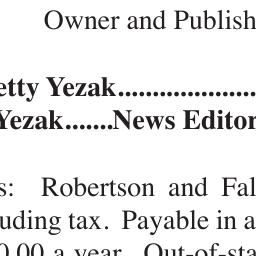 Owner and Publish
etty Yezak.....................
Yezak.......News Editor
s: Robertson and Fal
uding tax. Payable in a
0.00 a year. Out-of-sta